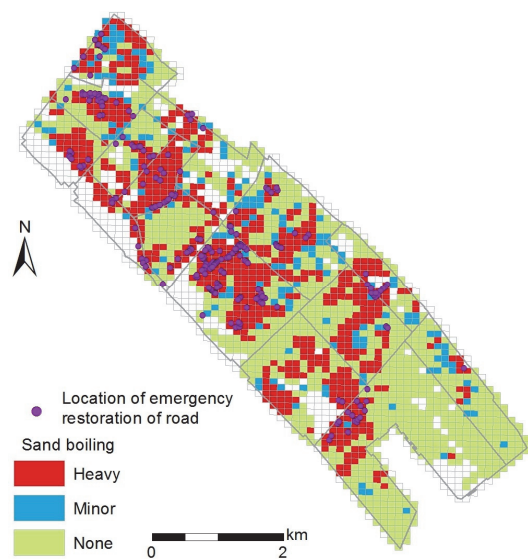 N
Location of emergency
restoration of road
Sand boiling
Heavy
Minor
None
km
0 2